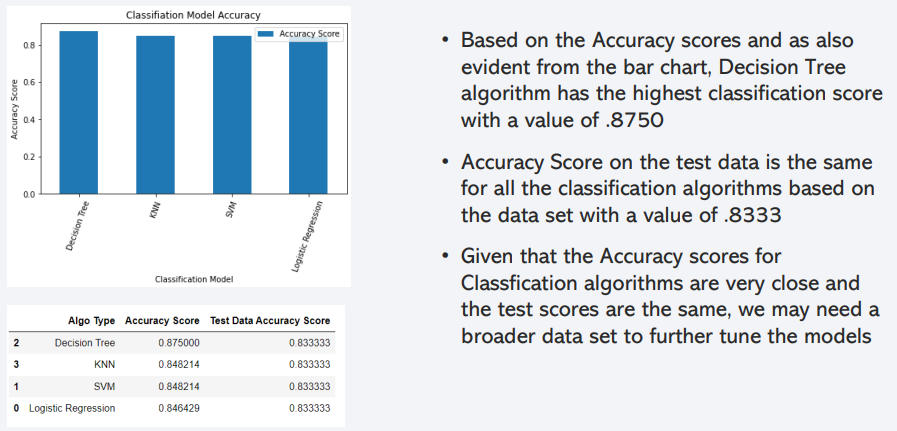 Classifiation Model Accuracy
Accuracy Score
0.8
0.6
0.4
0.2
0.0
Accuracy Score
Decision Tree
KNN
SVM
Logistic Regression
Classification Model
Algo Type Accuracy Score Test Data Accuracy Score
2 Decision Tree 0.875000 0.833333
3 KNN 0.848214 0.833333
1 SVM 0.848214 0.833333
0 Logistic Regression 0.846429 0.833333
• Based on the Accuracy scores and as also
evident from the bar chart, Decision Tree
algorithm has the highest classification score
with a value of .8750
• Accuracy Score on the test data is the same
for all the classification algorithms based on
the data set with a value of .8333
• Given that the Accuracy scores for
Classfication algorithms are very close and
the test scores are the same, we may need a
broader data set to further tune the models